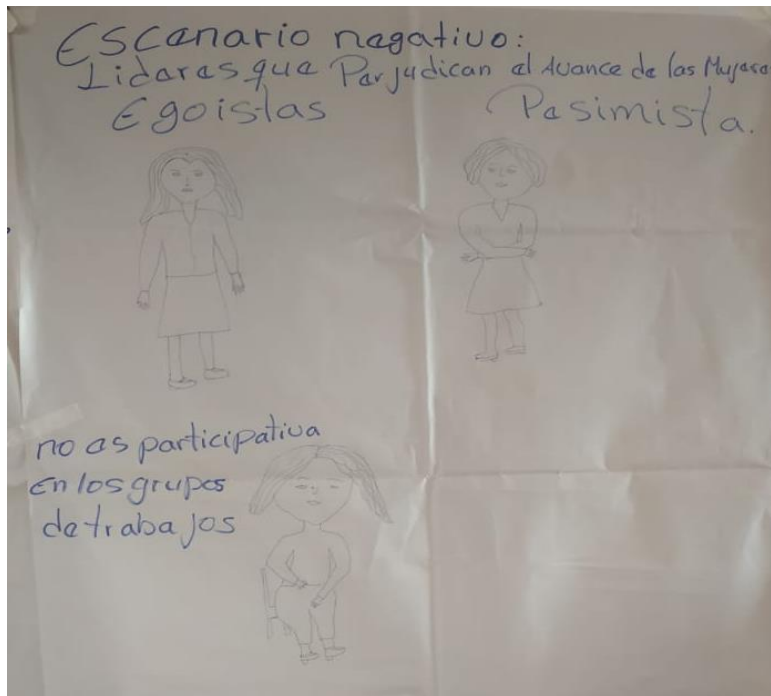 Escenario negativo:
Lideres que Perjudican el Avance de las Mujere
Egoistas Pesimista.
no es participativa
En los grupos
de trabajos